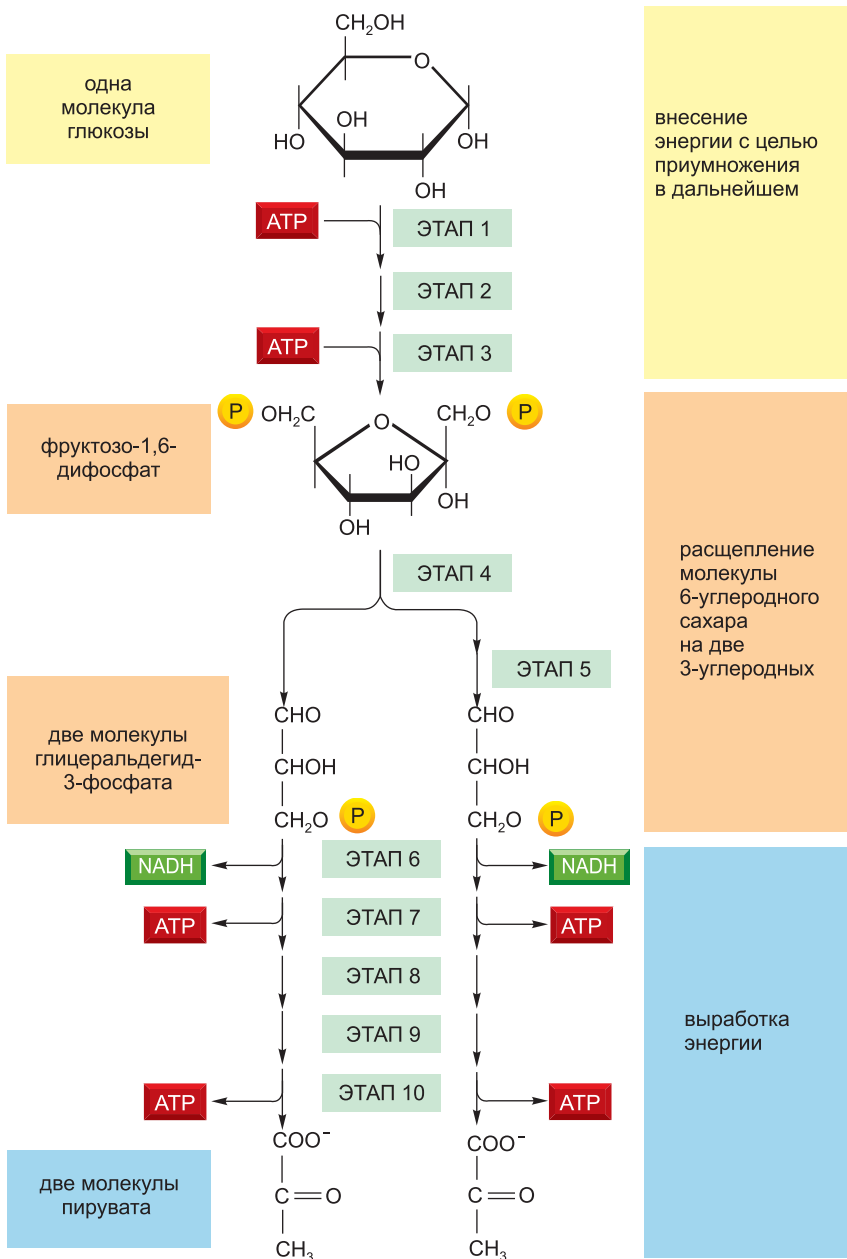 CH₂OH
O
одна
молекула
глюкозы
OH
HO
OH
OH
внесение
энергии с целью
приумножения
в дальнейшем
ATP
ЭТАП 1
ЭТАП 2
ATP
ЭТАП 3
P
OH₂C
O
CH₂O
P
фруктозо-1,6-
дифосфат
HO
OH
OH
ЭТАП 4
расщепление
молекулы
6-углеродного
сахара
на две
3-углеродных
ЭТАП 5
CHO
CHO
две молекулы
глицеральдегид-
3-фосфата
CHOH
CHOH
CH₂O
P
CH₂O
P
NADH
ЭТАП 6
NADH
ATP
ЭТАП 7
ATP
ЭТАП 8
выработка
энергии
ЭТАП 9
ATP
ЭТАП 10
ATP
COO⁻
COO⁻
две молекулы
пирувата
C=O
C=O
CH₃
CH₃